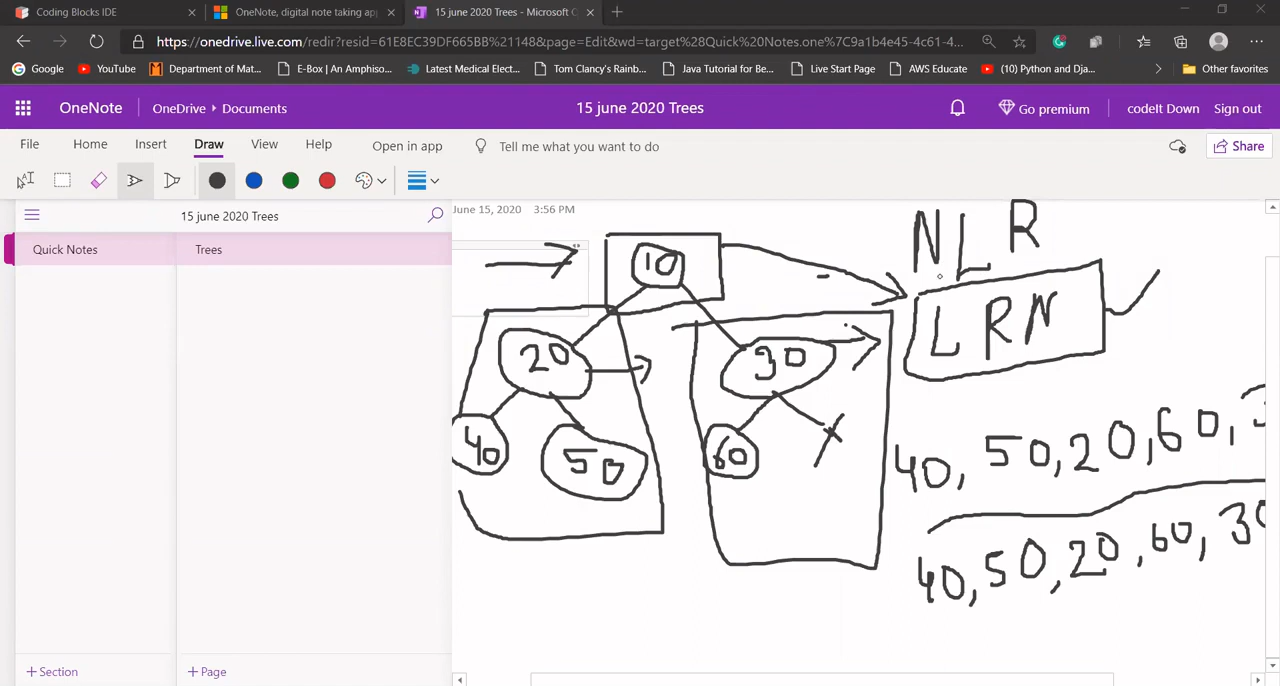 Coding Blocks IDE
OneNote, digital note taking ap
15 june 2020 Trees - Microsoft O
https://onedrive.live.com/redir?resid=61E8EC39DF665BB%21148&page=Edit&wd=target%28Quick%20Notes.one%7C9a1b4e45-4c61-4...
Google
YouTube
Department of Mat...
E-Box | An Amphiso...
Latest Medical Elect...
Tom Clancy's Rainb...
Java Tutorial for Be...
Live Start Page
AWS Educate
(10) Python and Dja...
Other favorites
OneNote
OneDrive › Documents
15 june 2020 Trees
Go premium
codeIt Down
Sign out
File
Home
Insert
Draw
View
Help
Open in app
Tell me what you want to do
Share
15 june 2020 Trees
Quick Notes
Trees
+ Section
+ Page
June 15, 2020 3:56 PM
N L R
10
L R N
20
30
40
50
60
40, 50, 20, 60,
40, 50, 20, 60, 30